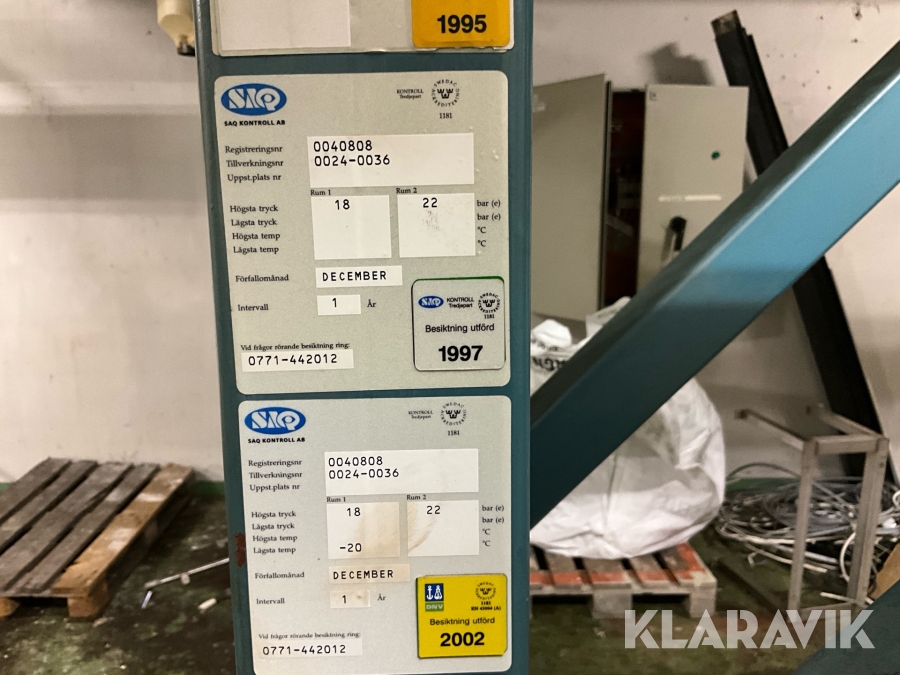 1995
SAQ
SAQ KONTROLL AB
KONTROLL
Tredjepart
SWEDAC
ACKREDITERING
1181
Registreringsnr 0040808
Tillverkningsnr 0024-0036
Uppst.plats nr
Rum 1 Rum 2
Högsta tryck 18 22 bar (e)
Lägsta tryck bar (e)
Högsta temp °C
Lägsta temp °C
Förfallomånad DECEMBER
Intervall 1 År
Vid frågor rörande besiktning ring:
0771-442012
SAQ KONTROLL
Tredjepart
1181
Besiktning utförd
1997
SAQ
SAQ KONTROLL AB
KONTROLL
Tredjepart
SWEDAC
ACKREDITERING
1181
Registreringsnr 0040808
Tillverkningsnr 0024-0036
Uppst.plats nr
Rum 1 Rum 2
Högsta tryck 18 22 bar (e)
Lägsta tryck bar (e)
Högsta temp °C
Lägsta temp -20 °C
Förfallomånad DECEMBER
Intervall 1 År
Vid frågor rörande besiktning ring:
0771-442012
DNV
Besiktning utförd
2002
KLARAVIK